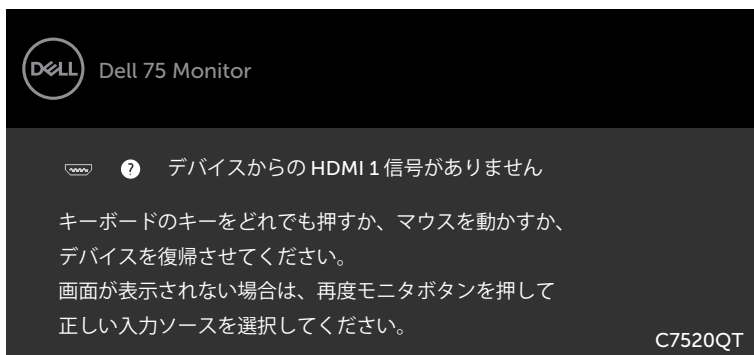 DELL
Dell 75 Monitor
? デバイスからの HDMI 1 信号がありません
キーボードのキーをどれでも押すか、マウスを動かすか、
デバイスを復帰させてください。
画面が表示されない場合は、再度モニタボタンを押して
正しい入力ソースを選択してください。
C7520QT